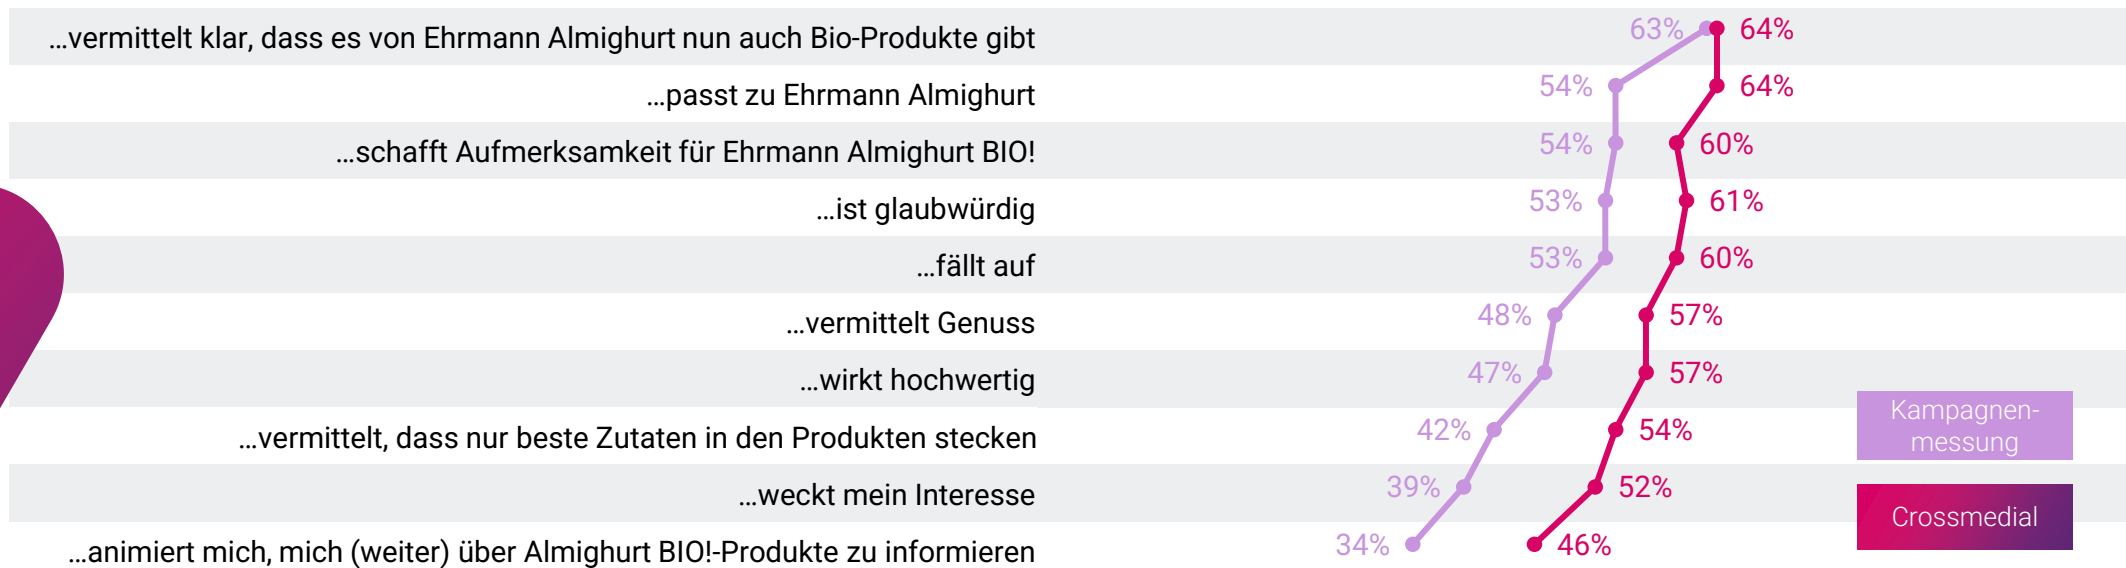 ...vermittelt klar, dass es von Ehrmann Almighurt nun auch Bio-Produkte gibt 63% 64%
...passt zu Ehrmann Almighurt 54% 64%
...schafft Aufmerksamkeit für Ehrmann Almighurt BIO! 54% 60%
...ist glaubwürdig 53% 61%
...fällt auf 53% 60%
...vermittelt Genuss 48% 57%
...wirkt hochwertig 47% 57%
...vermittelt, dass nur beste Zutaten in den Produkten stecken 42% 54%
...weckt mein Interesse 39% 52%
...animiert mich, mich (weiter) über Almighurt BIO!-Produkte zu informieren 34% 46%
Kampagnen-
messung
Crossmedial